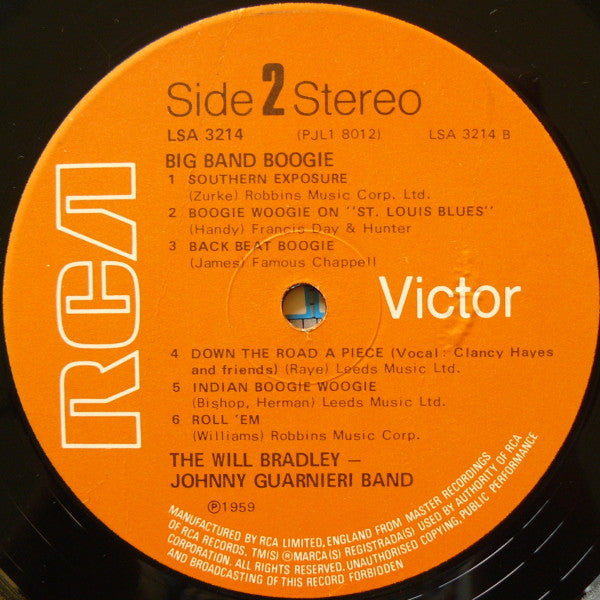 Side 2 Stereo
LSA 3214 (PJL1 8012) LSA 3214 B
BIG BAND BOOGIE
1 SOUTHERN EXPOSURE
(Zurke) Robbins Music Corp. Ltd.
2 BOOGIE WOOGIE ON "ST. LOUIS BLUES"
(Handy) Francis Day & Hunter
3 BACK BEAT BOOGIE
(James) Famous Chappell
RCA
Victor
4 DOWN THE ROAD A PIECE (Vocal: Clancy Hayes
and friends) (Raye) Leeds Music Ltd.
5 INDIAN BOOGIE WOOGIE
(Bishop, Herman) Leeds Music Ltd.
6 ROLL 'EM
(Williams) Robbins Music Corp.
THE WILL BRADLEY –
JOHNNY GUARNIERI BAND
℗1959
MANUFACTURED BY RCA LIMITED, ENGLAND FROM MASTER RECORDINGS
OF RCA RECORDS. TM(S) ® MARCA(S) REGISTRADA(S) USED BY AUTHORITY OF RCA
CORPORATION. ALL RIGHTS RESERVED. UNAUTHORISED COPYING, PUBLIC PERFORMANCE
AND BROADCASTING OF THIS RECORD FORBIDDEN